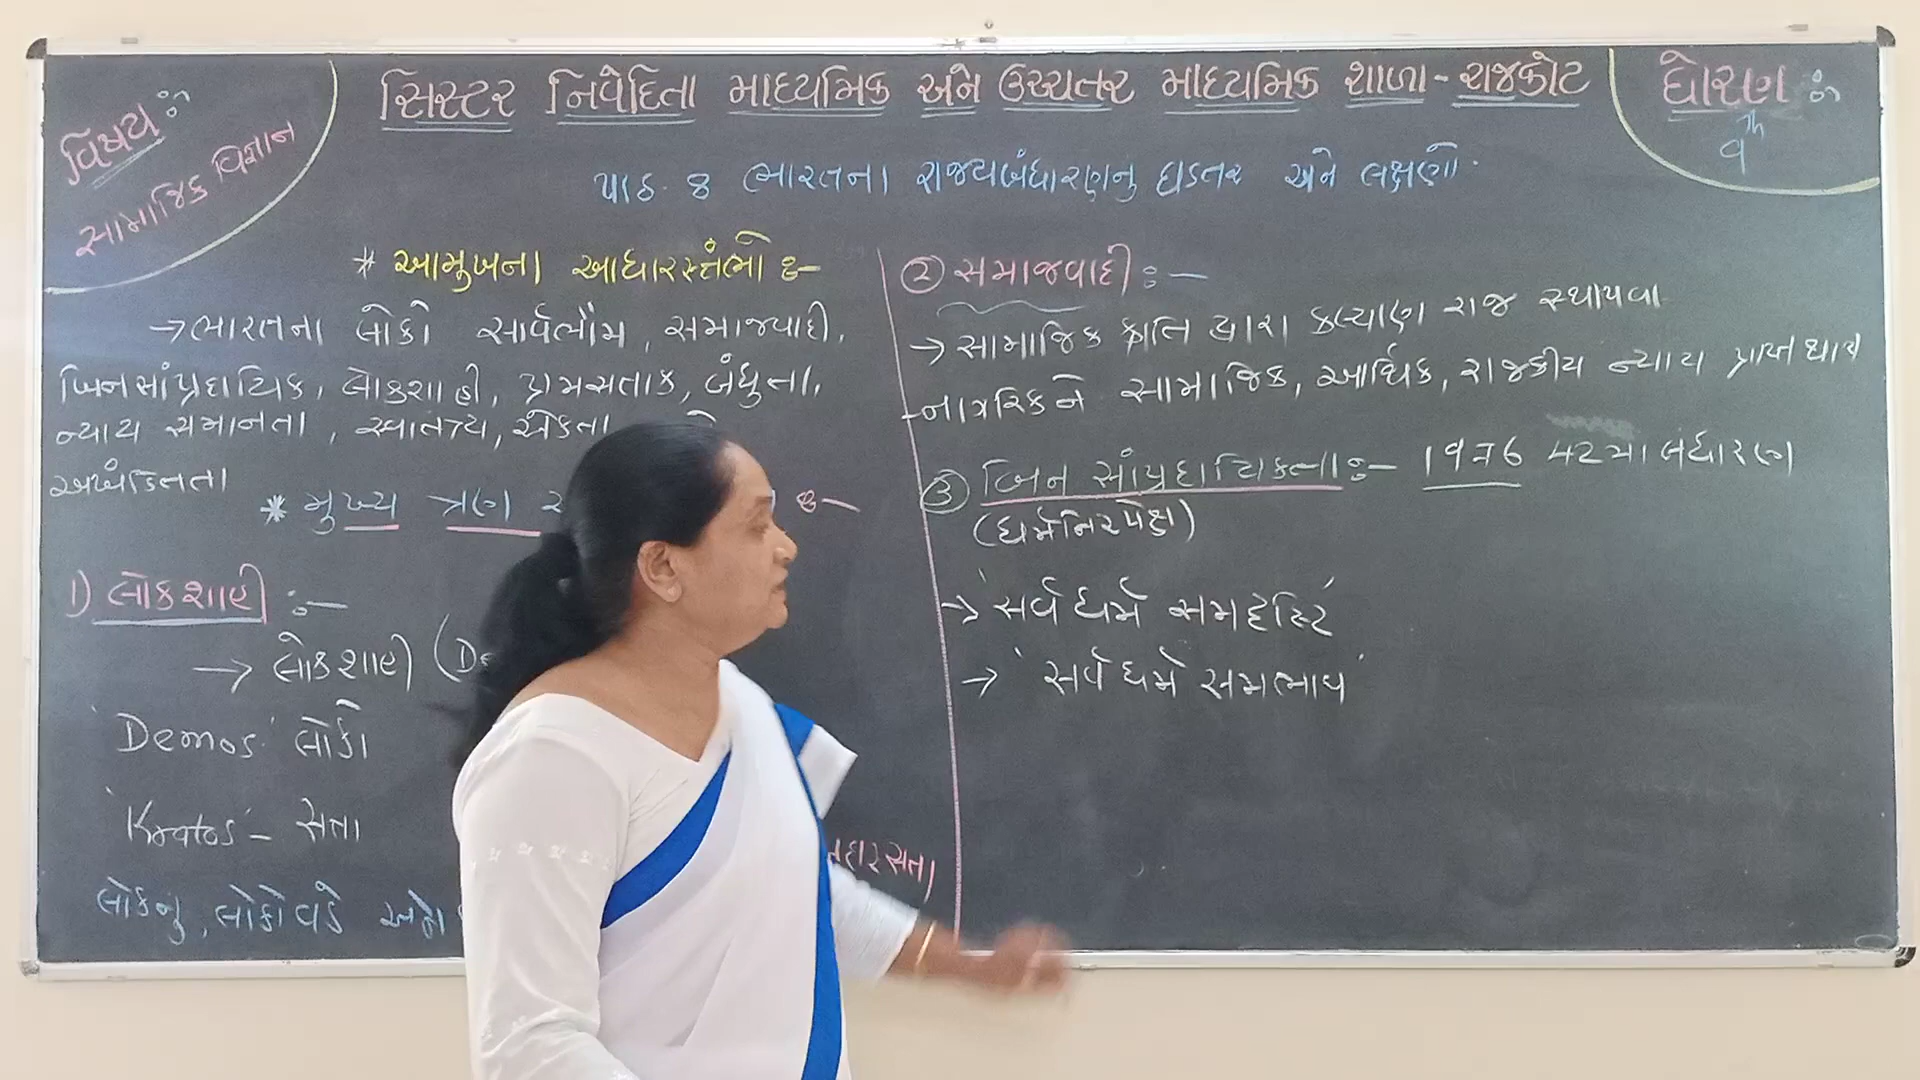 વિષય ઃ
સામાજિક વિજ્ઞાન
સિસ્ટર નિવેદિતા માધ્યમિક અને ઉચ્ચતર માધ્યમિક શાળા - રાજકોટ
ધોરણ ઃ
9th
પાઠ. 8 ભારતના રાજ્યબંધારણનુ ઘડતર અને લક્ષણો
* આમુખના આધારસ્તંભો ઃ-
→ ભારતના લોકો સાર્વભૌમ, સમાજવાદી,
બિનસાંપ્રદાયિક, લોકશાહી, પ્રજાસતાક, બંધુતા,
ન્યાય સમાનતા, સ્વાતંત્ર્ય, એકતા
અખંડિતતા
* મુખ્ય ત્રણ ઃ-
1) લોકશાહી ઃ-
→ લોકશાહી (De
'Demos' લોકો
'Kratos' - સત્તા
લોકનુ, લોકો વડે અને
② સમાજવાદી ઃ-
→ સામાજિક ક્રાંતિ દ્વારા કલ્યાણ રાજ સ્થાપવા
- નાગરિકને સામાજિક, આર્થિક, રાજકીય ન્યાય પ્રાપ્ત થાય
③ બિન સાંપ્રદાયિકતા ઃ- 1976 42મા બંધારણ
(ધર્મનિરપેક્ષ)
→ 'સર્વ ધર્મ સમદૃષ્ટિ'
→ 'સર્વ ધર્મ સમભાવ'